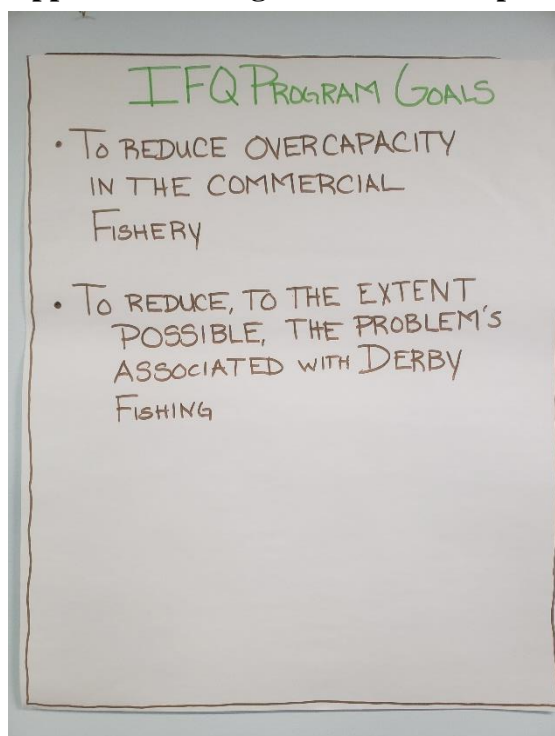 IFQ PROGRAM GOALS
• TO REDUCE OVERCAPACITY
IN THE COMMERCIAL
FISHERY
• TO REDUCE, TO THE EXTENT
POSSIBLE, THE PROBLEM'S
ASSOCIATED WITH DERBY
FISHING